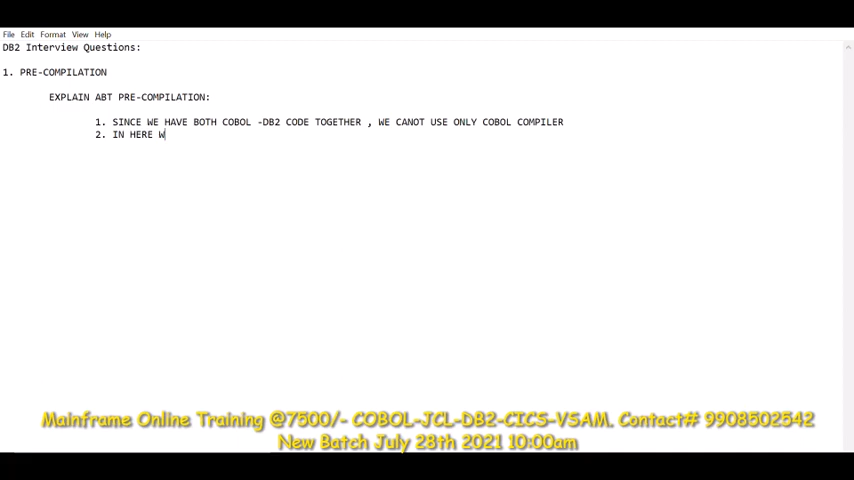 File Edit Format View Help
DB2 Interview Questions:
1. PRE-COMPILATION
EXPLAIN ABT PRE-COMPILATION:
1. SINCE WE HAVE BOTH COBOL -DB2 CODE TOGETHER , WE CANOT USE ONLY COBOL COMPILER
2. IN HERE W
Mainframe Online Training @7500/- COBOL-JCL-DB2-CICS-VSAM. Contact# 9908502542
New Batch July 28th 2021 10:00am